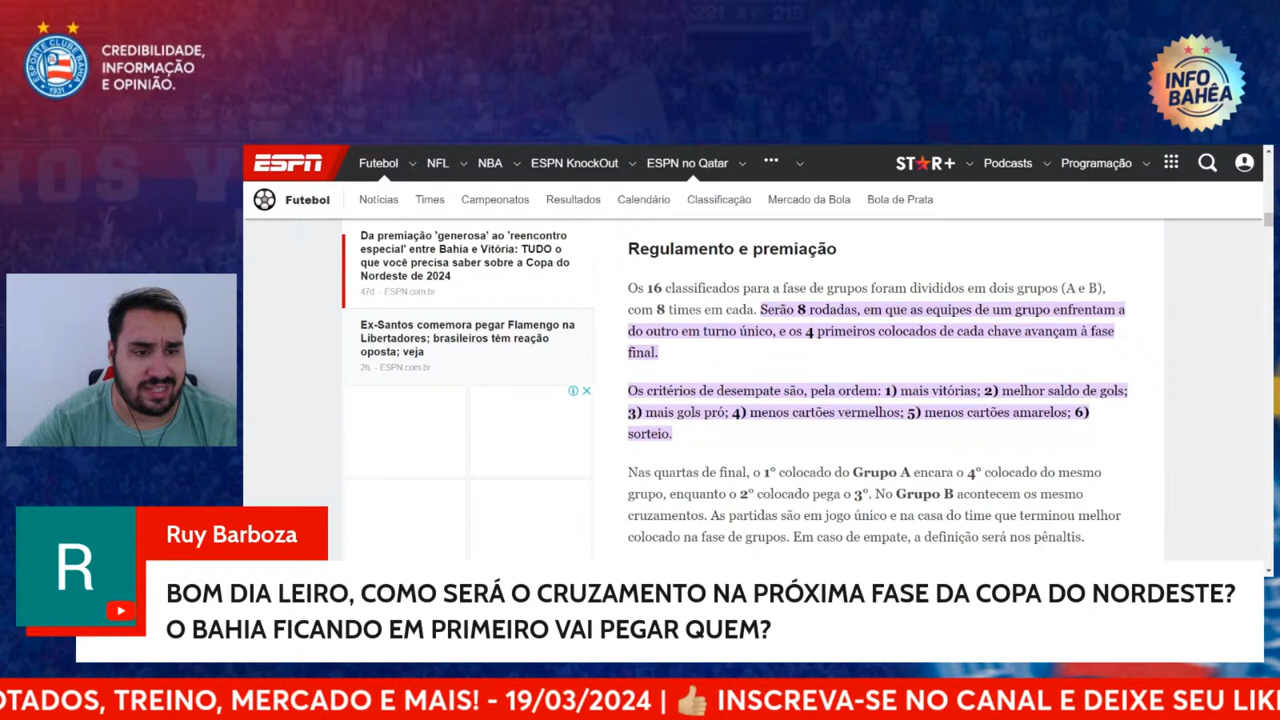 ESPORTE CLUBE BAHIA
1931
CREDIBILIDADE,
INFORMAÇÃO
E OPINIÃO.
INFO
BAHÊA
ESPN
Futebol NFL NBA ESPN KnockOut ESPN no Qatar ••• STAR+ Podcasts Programação
Futebol Notícias Times Campeonatos Resultados Calendário Classificação Mercado da Bola Bola de Prata
Da premiação 'generosa' ao 'reencontro
especial' entre Bahia e Vitória: TUDO o
que você precisa saber sobre a Copa do
Nordeste de 2024
47d - ESPN.com.br
Ex-Santos comemora pegar Flamengo na
Libertadores; brasileiros têm reação
oposta; veja
2h - ESPN.com.br
Regulamento e premiação
Os 16 classificados para a fase de grupos foram divididos em dois grupos (A e B),
com 8 times em cada. Serão 8 rodadas, em que as equipes de um grupo enfrentam a
do outro em turno único, e os 4 primeiros colocados de cada chave avançam à fase
final.
Os critérios de desempate são, pela ordem: 1) mais vitórias; 2) melhor saldo de gols;
3) mais gols pró; 4) menos cartões vermelhos; 5) menos cartões amarelos; 6)
sorteio.
Nas quartas de final, o 1º colocado do Grupo A encara o 4º colocado do mesmo
grupo, enquanto o 2º colocado pega o 3º. No Grupo B acontecem os mesmo
cruzamentos. As partidas são em jogo único e na casa do time que terminou melhor
colocado na fase de grupos. Em caso de empate, a definição será nos pênaltis.
R
Ruy Barboza
BOM DIA LEIRO, COMO SERÁ O CRUZAMENTO NA PRÓXIMA FASE DA COPA DO NORDESTE?
O BAHIA FICANDO EM PRIMEIRO VAI PEGAR QUEM?
OTADOS, TREINO, MERCADO E MAIS! - 19/03/2024 | 👍 INSCREVA-SE NO CANAL E DEIXE SEU LIK